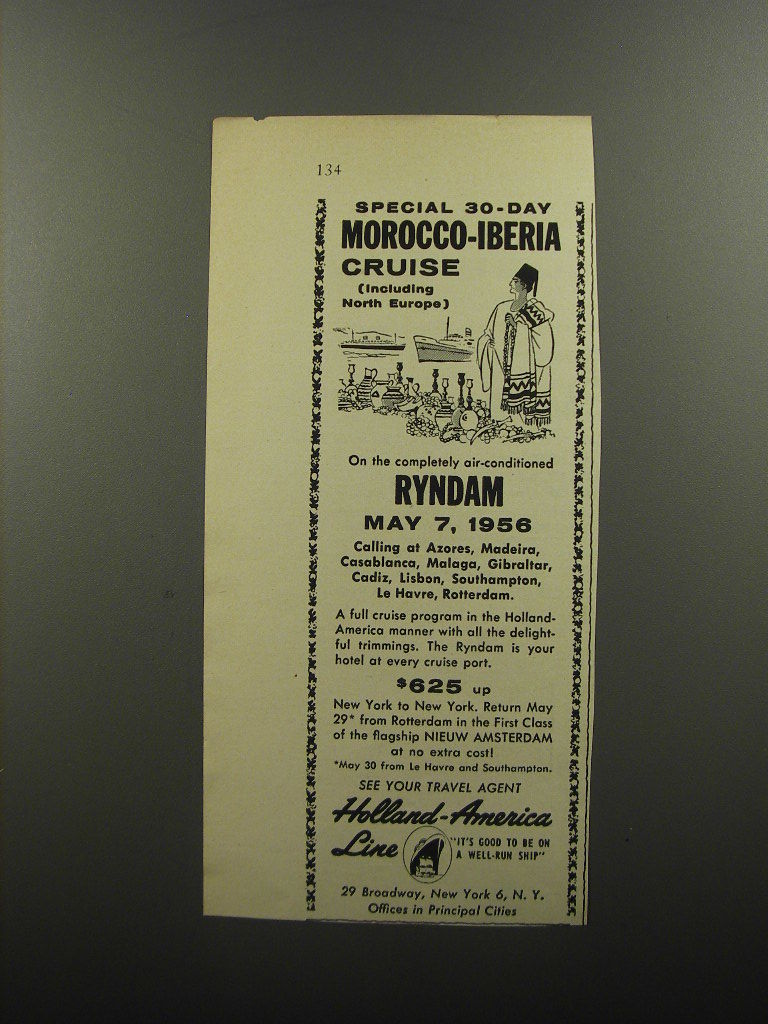 134
SPECIAL 30-DAY
MOROCCO-IBERIA
CRUISE
(Including
North Europe)
On the completely air-conditioned
RYNDAM
MAY 7, 1956
Calling at Azores, Madeira,
Casablanca, Malaga, Gibraltar,
Cadiz, Lisbon, Southampton,
Le Havre, Rotterdam.
A full cruise program in the Holland-
America manner with all the delight-
ful trimmings. The Ryndam is your
hotel at every cruise port.
$625 up
New York to New York. Return May
29* from Rotterdam in the First Class
of the flagship NIEUW AMSTERDAM
at no extra cost!
*May 30 from Le Havre and Southampton.
SEE YOUR TRAVEL AGENT
Holland-America
Line
"IT'S GOOD TO BE ON
A WELL-RUN SHIP"
29 Broadway, New York 6, N. Y.
Offices in Principal Cities